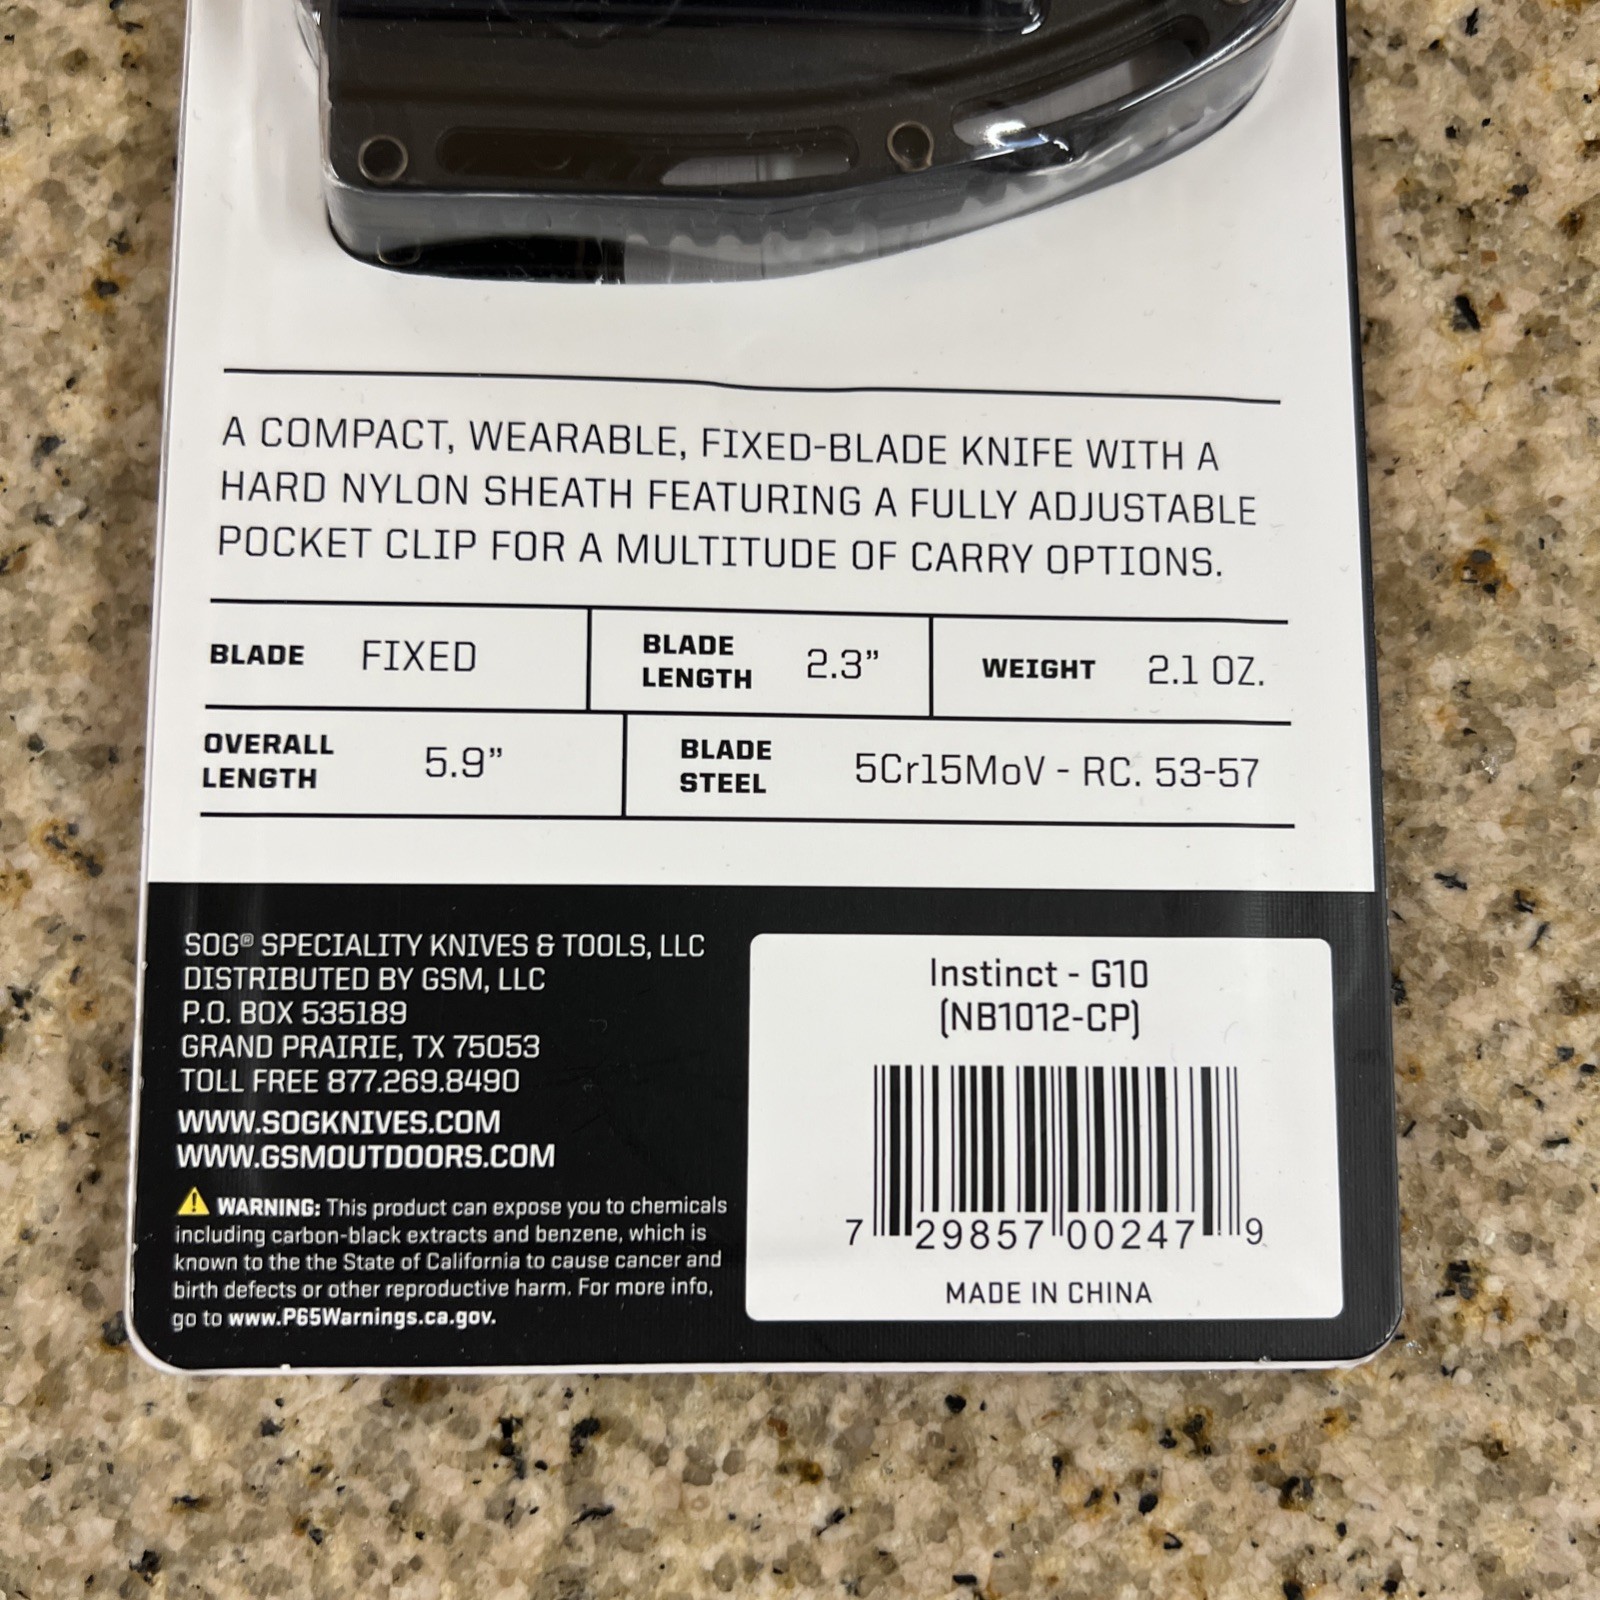 A COMPACT, WEARABLE, FIXED-BLADE KNIFE WITH A
HARD NYLON SHEATH FEATURING A FULLY ADJUSTABLE
POCKET CLIP FOR A MULTITUDE OF CARRY OPTIONS.
BLADE FIXED
BLADE LENGTH 2.3"
WEIGHT 2.1 OZ.
OVERALL LENGTH 5.9"
BLADE STEEL 5Cr15MoV - RC. 53-57
SOG® SPECIALITY KNIVES & TOOLS, LLC
DISTRIBUTED BY GSM, LLC
P.O. BOX 535189
GRAND PRAIRIE, TX 75053
TOLL FREE 877.269.8490
WWW.SOGKNIVES.COM
WWW.GSMOUTDOORS.COM
WARNING: This product can expose you to chemicals
including carbon-black extracts and benzene, which is
known to the the State of California to cause cancer and
birth defects or other reproductive harm. For more info,
go to www.P65Warnings.ca.gov.
Instinct - G10
(NB1012-CP)
7 29857 00247 9
MADE IN CHINA